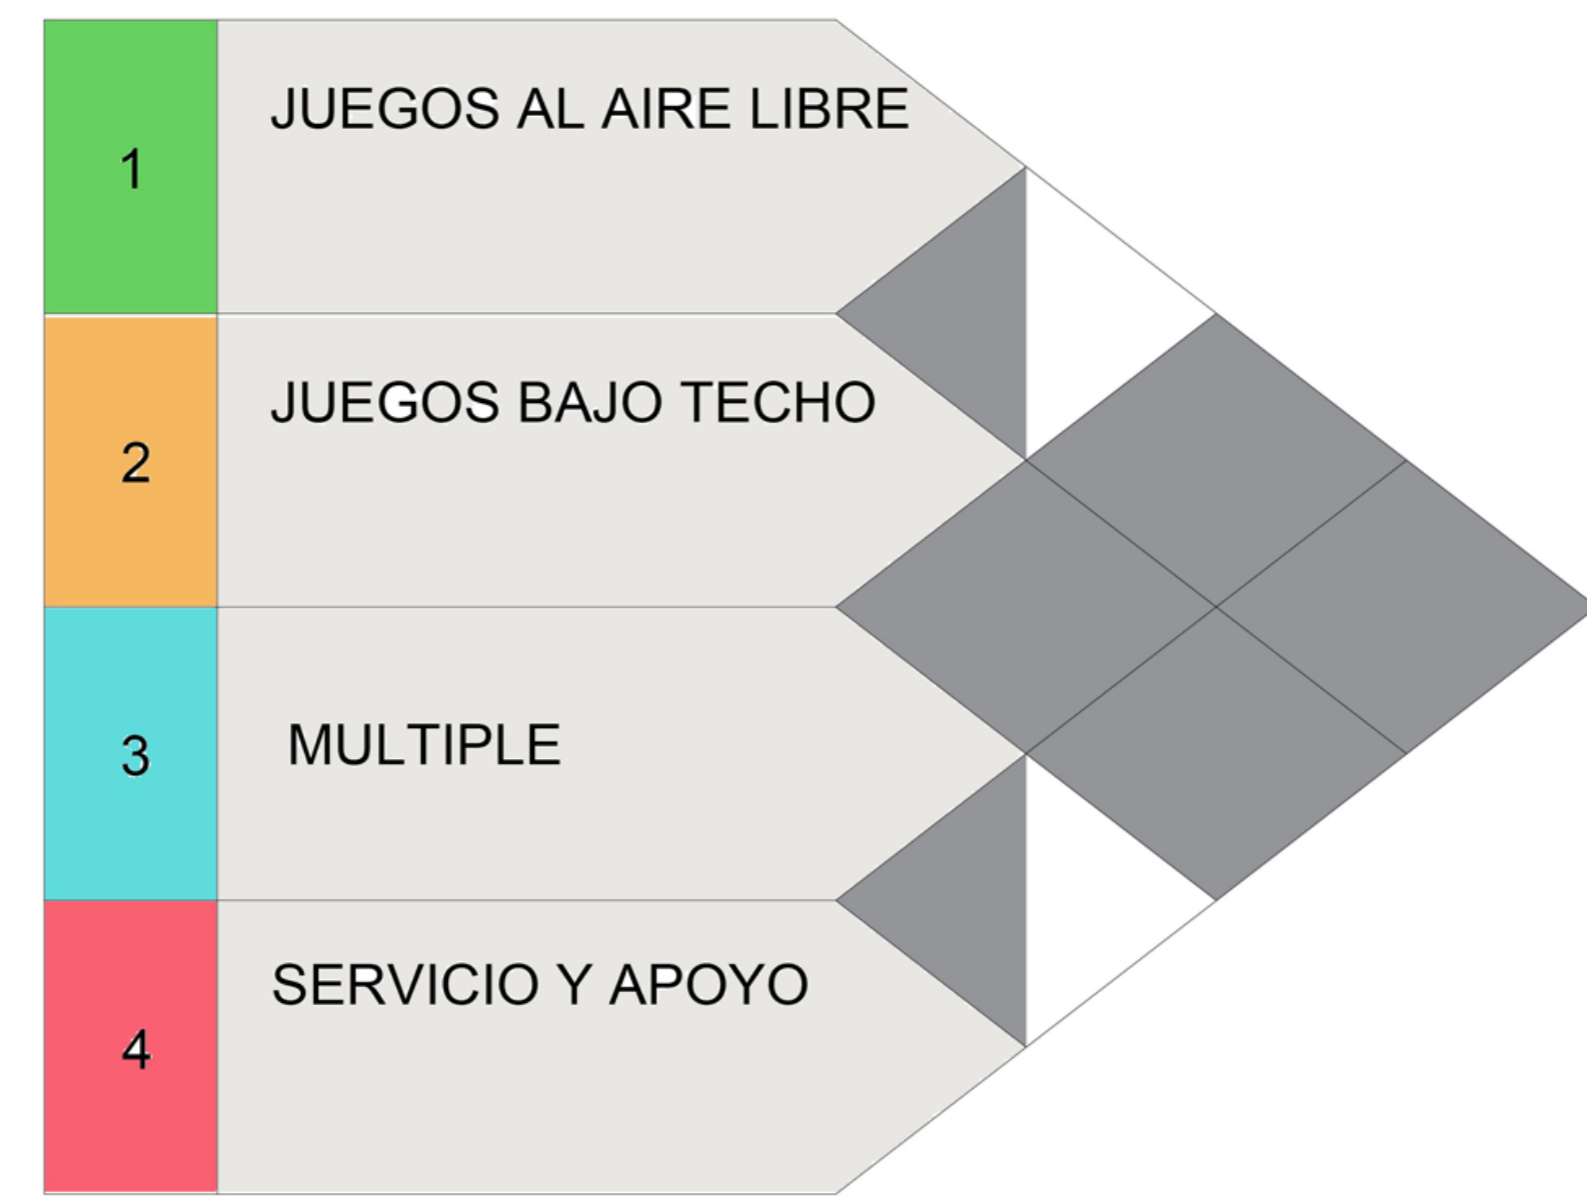 1
JUEGOS AL AIRE LIBRE
2
JUEGOS BAJO TECHO
3
MULTIPLE
4
SERVICIO Y APOYO